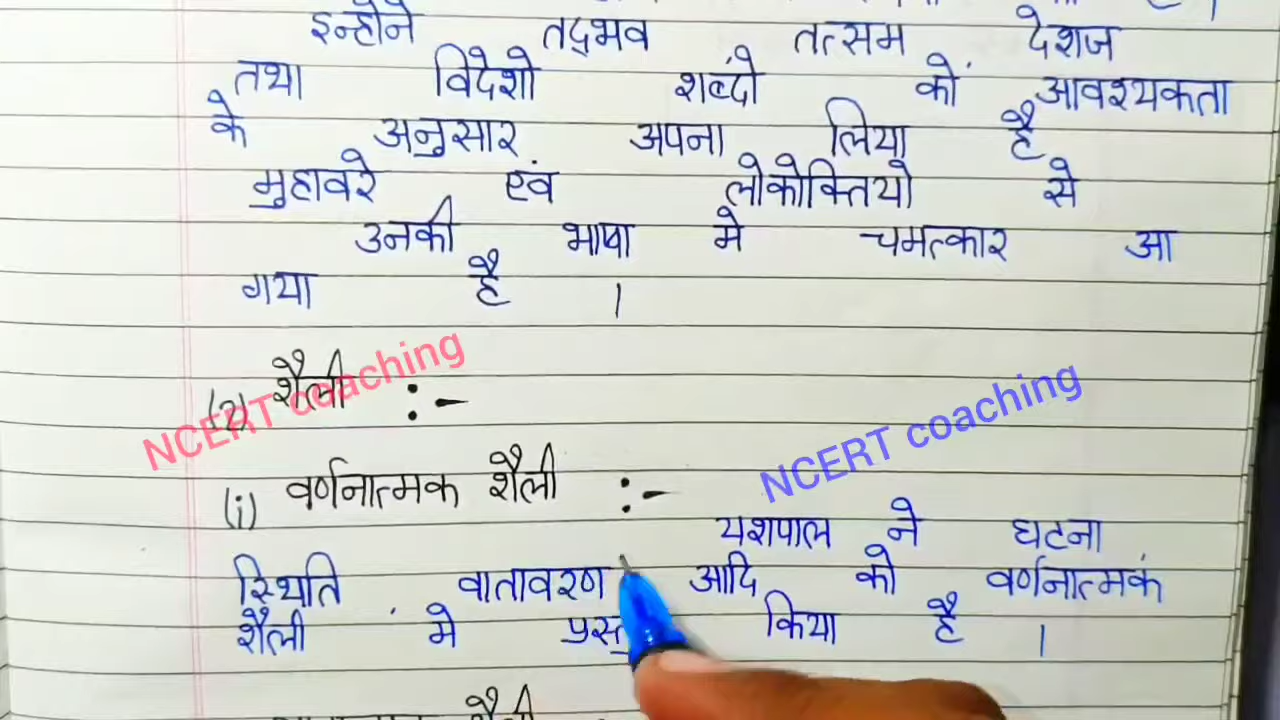 इन्होने तद्भव तत्सम देशज
तथा विदेशो शब्दो को आवश्यकता
के अनुसार अपना लिया है
मुहावरे एंव लोकोक्तियो से
उनकी भाषा मे चमत्कार आ
गया है ।
(2) शैली :-
(i) वर्णनात्मक शैली :-
यशपाल ने घटना
स्थिति वातावरण आदि को वर्णनात्मक
शैली मे किया है ।
शैली
NCERT coaching
NCERT coaching